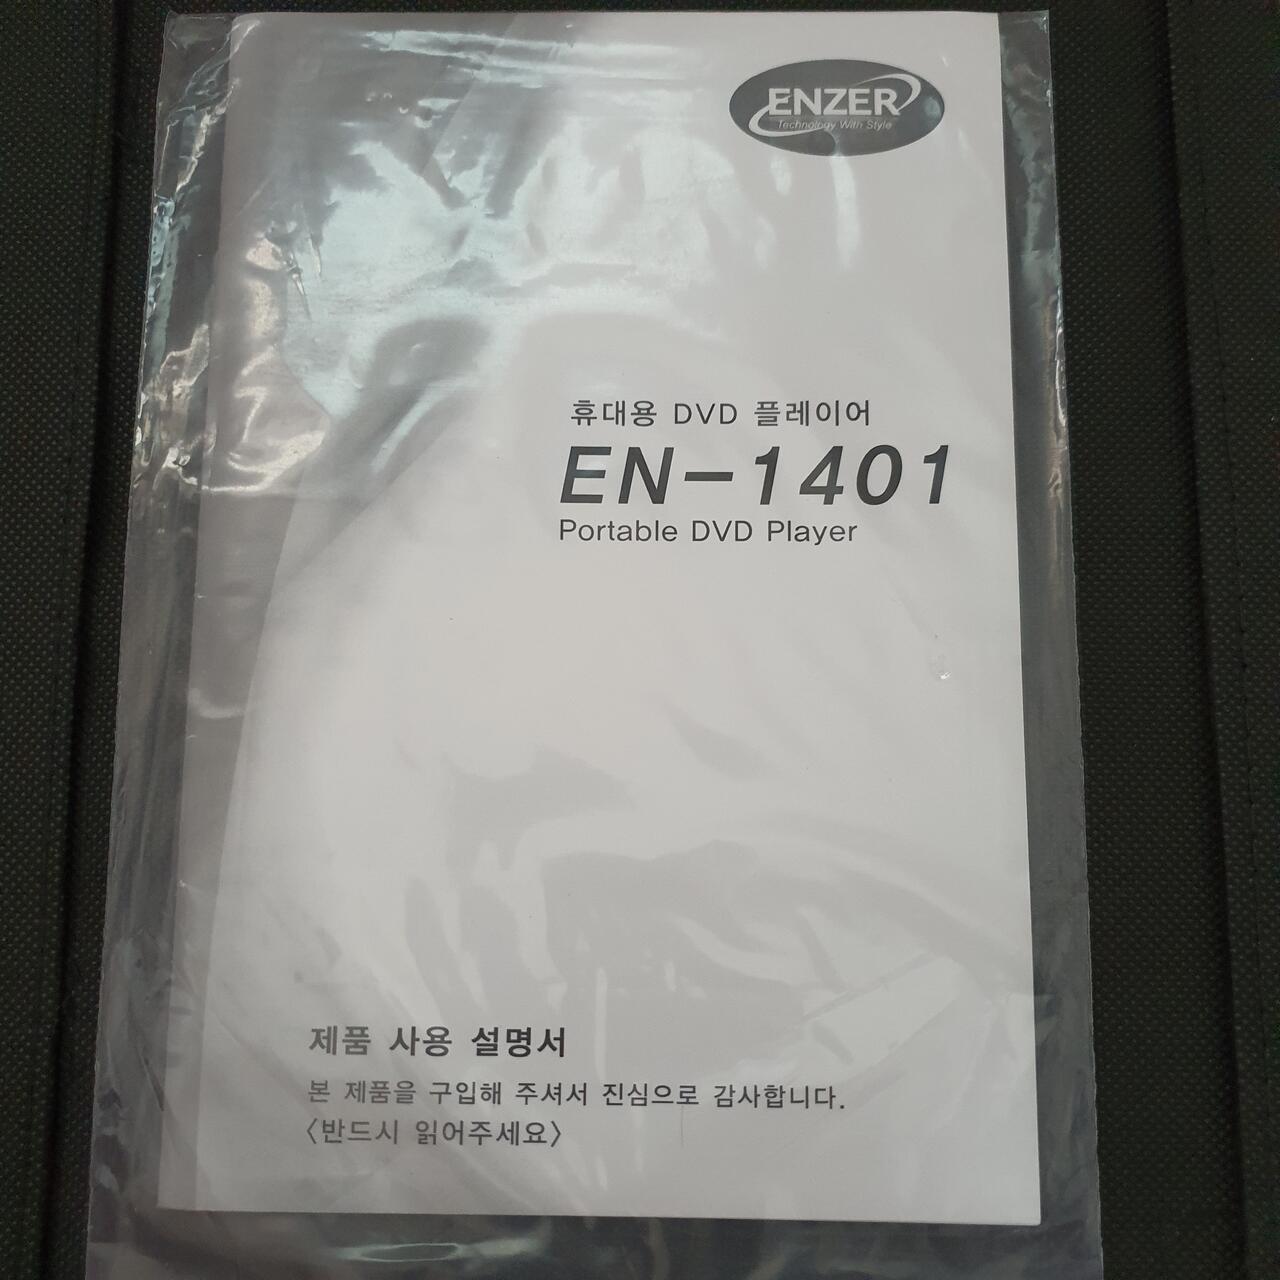 ENZER
Technology With Style
휴대용 DVD 플레이어
EN-1401
Portable DVD Player
제품 사용 설명서
본 제품을 구입해 주셔서 진심으로 감사합니다.
〈반드시 읽어주세요〉